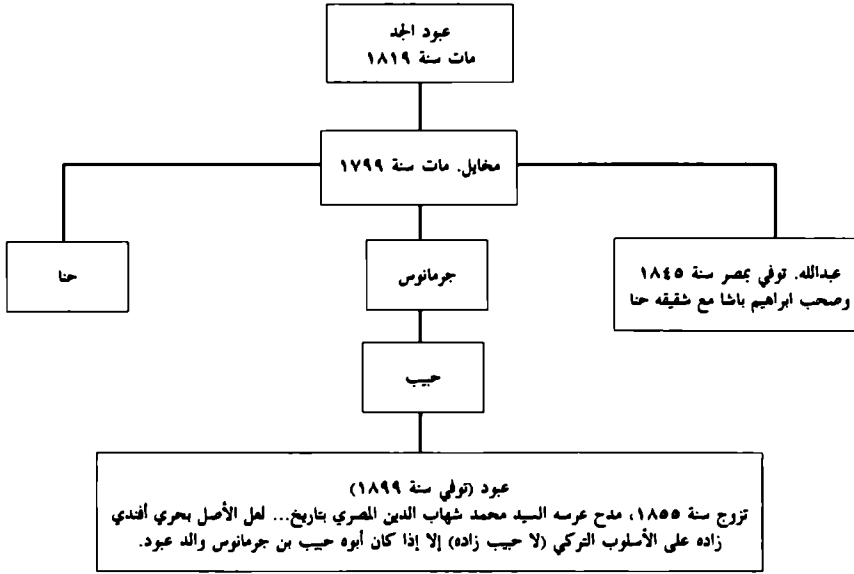 عبود الجد
مات سنة ١٨١٩
مخايل. مات سنة ١٧٩٩
عبدالله. توفي بمصر سنة ١٨٤٥
وصحب ابراهيم باشا مع شقيقه حنا
جرمانوس
حنا
حبيب
عبود (توفي سنة ١٨٩٩)
تزوج سنة ١٨٥٥، مدح عرسه السيد محمد شهاب الدين المصري بتاريخ... لعل الأصل بحري أفندي
زاده على الأسلوب التركي (لا حبيب زاده) إلا إذا كان أبوه حبيب بن جرمانوس والد عبود.